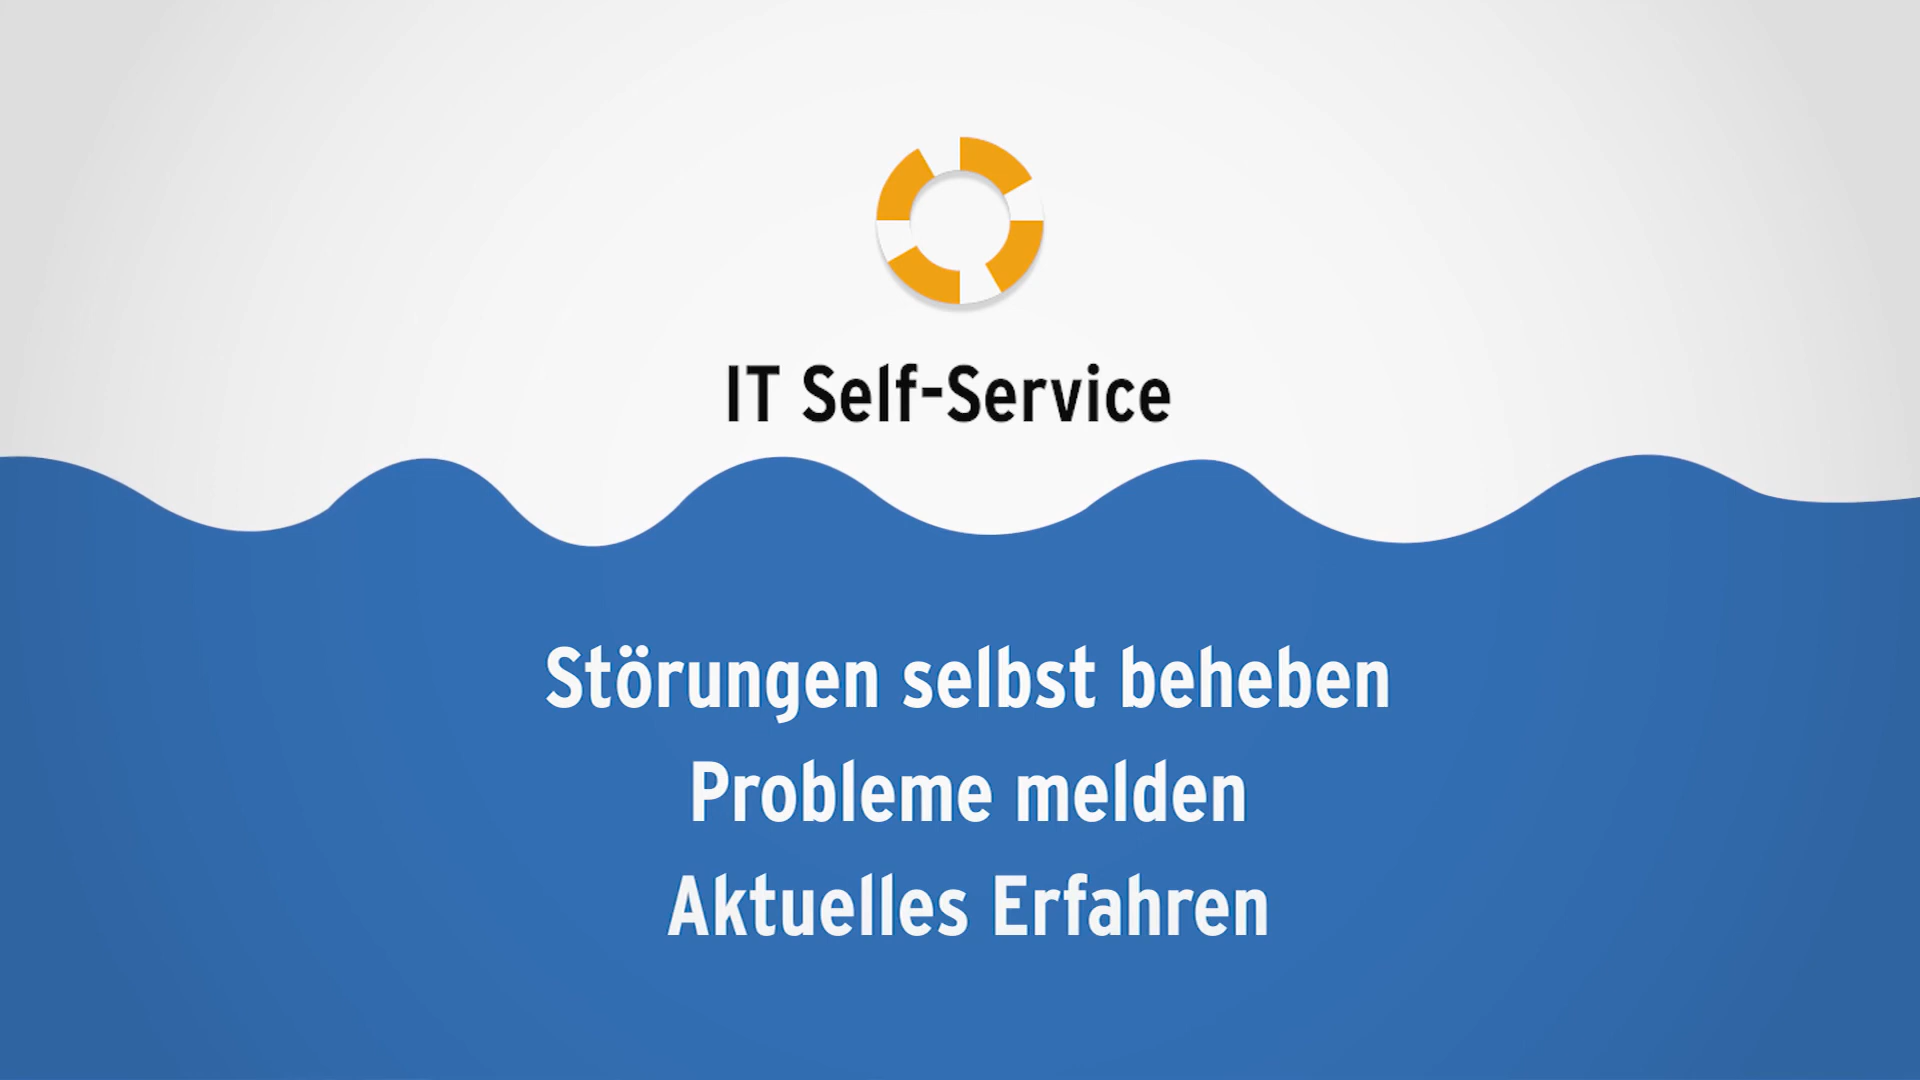 IT Self-Service
Störungen selbst beheben
Probleme melden
Aktuelles Erfahren